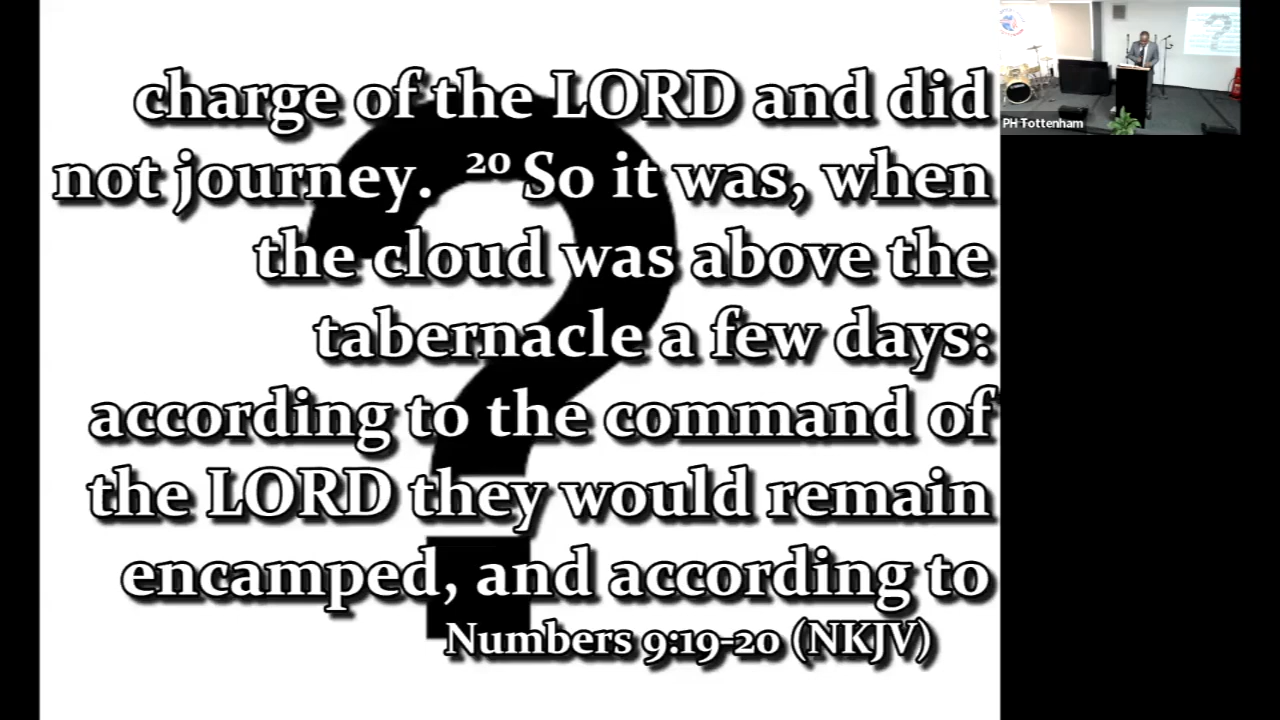 charge of the LORD and did
not journey. ²⁰ So it was, when
the cloud was above the
tabernacle a few days:
according to the command of
the LORD they would remain
encamped, and according to
Numbers 9:19-20 (NKJV)
PH Tottenham